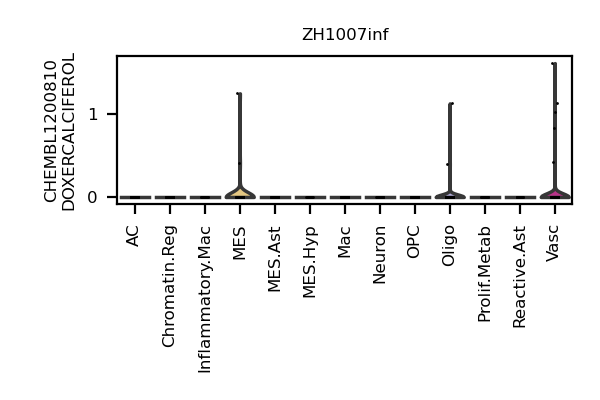 ZH1007inf
CHEMBL1200810
DOXERCALCIFEROL
1
0
AC
Chromatin.Reg
Inflammatory.Mac
MES
MES.Ast
MES.Hyp
Mac
Neuron
OPC
Oligo
Prolif.Metab
Reactive.Ast
Vasc